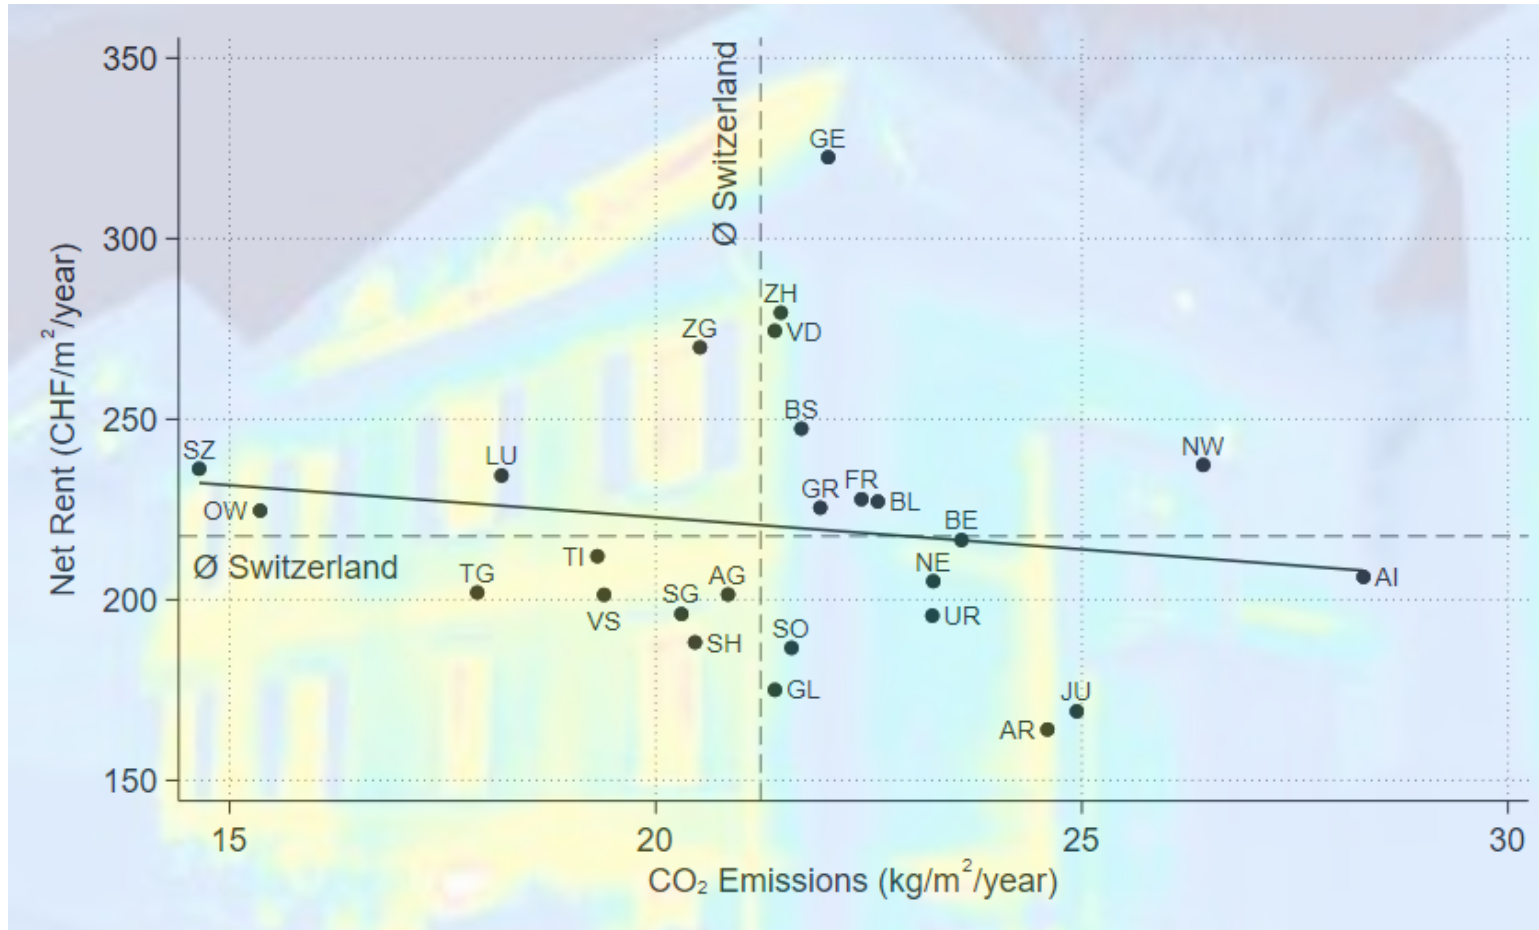 350
300
250
200
150
Net Rent (CHF/m²/year)
Ø Switzerland
GE
ZH
VD
ZG
BS
SZ
LU
NW
OW
GR
FR
BL
BE
Ø Switzerland
TI
NE
AI
TG
AG
VS
SG
UR
SH
SO
GL
JU
AR
15
20
25
30
CO₂ Emissions (kg/m²/year)